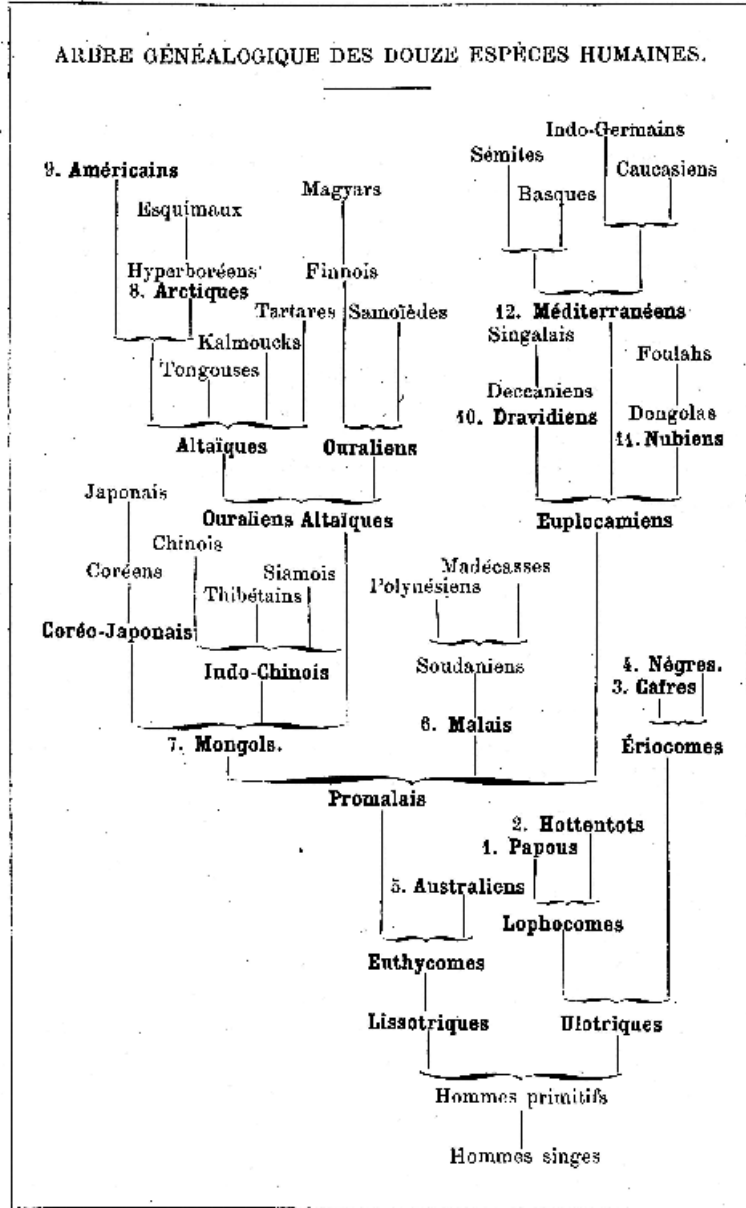 ARBRE GÉNÉALOGIQUE DES DOUZE ESPÈCES HUMAINES.
Indo-Germains
Sémites
Caucasiens
9. Américains
Magyars
Basques
Esquimaux
Hyperboréens
Finnois
8. Arctiques
Tartares
Samoïèdes
12. Méditerranéens
Singalais
Kalmoucks
Foulahs
Tongouses
Deccaniens
10. Dravidiens
Dongolas
11. Nubiens
Altaïques
Ouraliens
Japonais
Ouraliens Altaïques
Euplocamiens
Chinois
Coréens
Siamois
Madécasses
Thibétains
Polynésiens
Coréo-Japonais
Indo-Chinois
Soudaniens
4. Nègres.
3. Cafres
6. Malais
7. Mongols.
Ériocomes
Promalais
2. Hottentots
1. Papous
5. Australiens
Lophocomes
Euthycomes
Lissotriques
Ulotriques
Hommes primitifs
Hommes singes